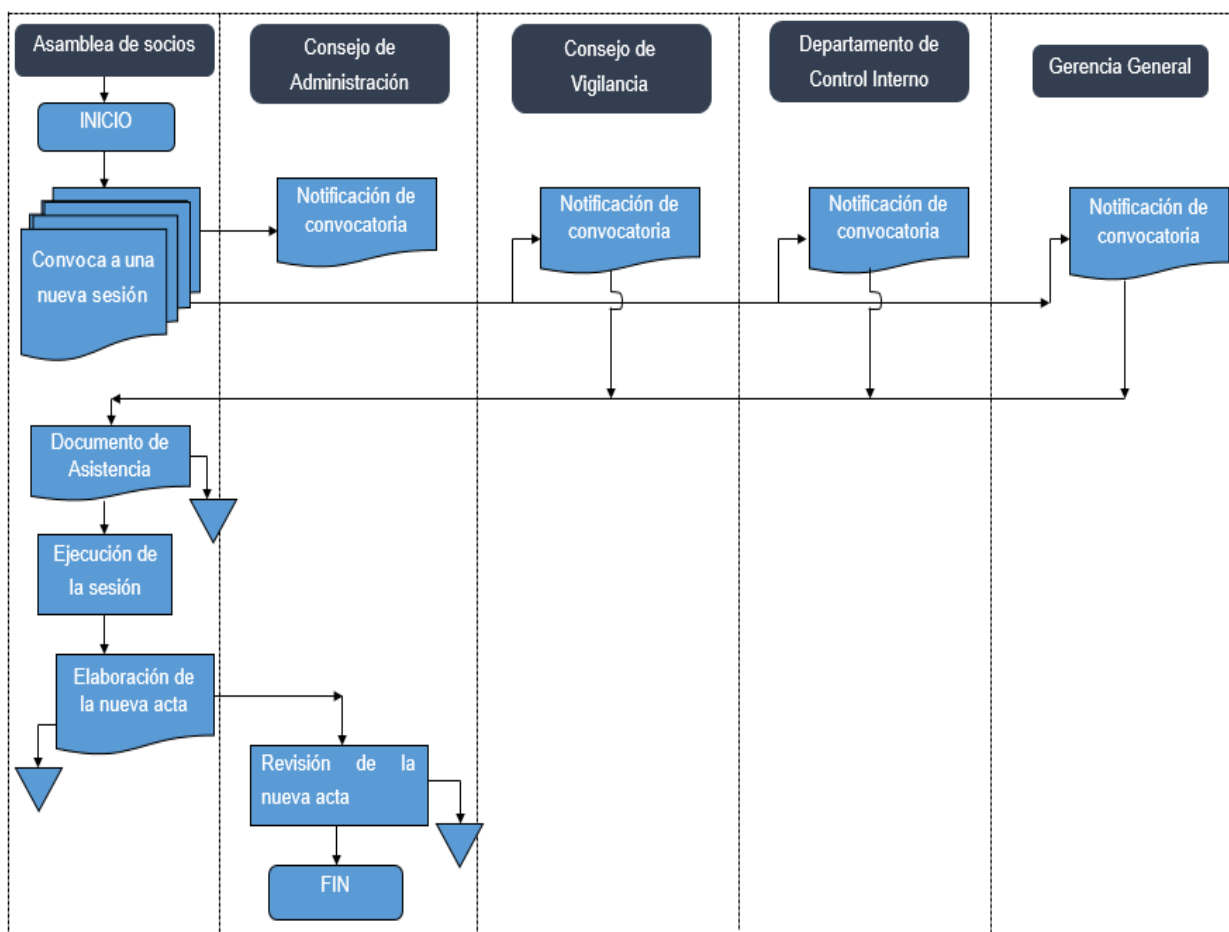 Asamblea de socios
Consejo de
Administración
Consejo de
Vigilancia
Departamento de
Control Interno
Gerencia General
INICIO
Notificación de
convocatoria
Notificación de
convocatoria
Notificación de
convocatoria
Notificación de
convocatoria
Convoca a una
nueva sesión
Documento de
Asistencia
Ejecución de
la sesión
Elaboración de
la nueva acta
Revisión de la
nueva acta
FIN